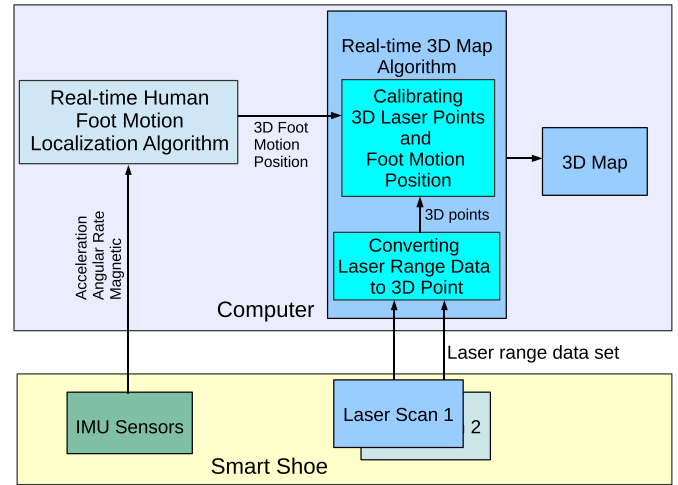 Real-time 3D Map
Algorithm
Real-time Human
Foot Motion
Localization Algorithm
3D Foot
Motion
Position
Calibrating
3D Laser Points
and
Foot Motion
Position
3D Map
3D points
Converting
Laser Range Data
to 3D Point
Acceleration
Angular Rate
Magnetic
Computer
Laser range data set
IMU Sensors
Laser Scan 1
2
Smart Shoe